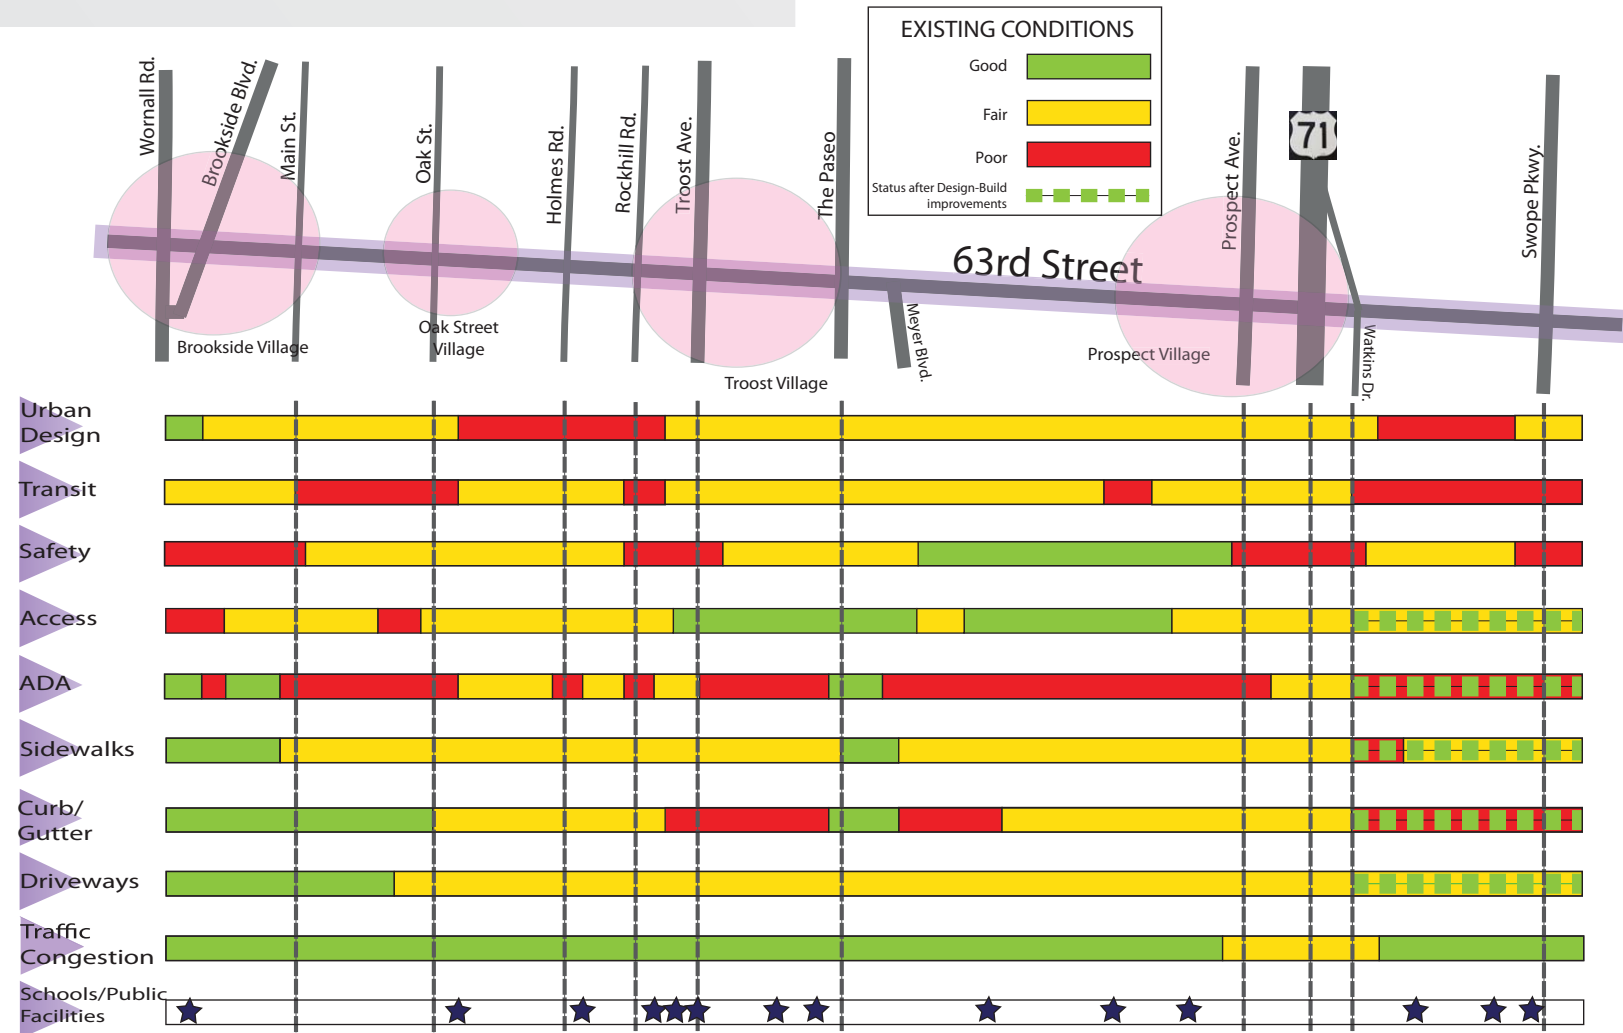 EXISTING CONDITIONS
Good
Fair
Poor
Status after Design-Build
improvements
Wornall Rd.
Brookside Blvd.
Main St.
Oak St.
Holmes Rd.
Rockhill Rd.
Troost Ave.
The Paseo
Prospect Ave.
71
Swope Pkwy.
63rd Street
Meyer Blvd.
Watkins Dr.
Brookside Village
Oak Street
Village
Troost Village
Prospect Village
Urban
Design
Transit
Safety
Access
ADA
Sidewalks
Curb/
Gutter
Driveways
Traffic
Congestion
Schools/Public
Facilities